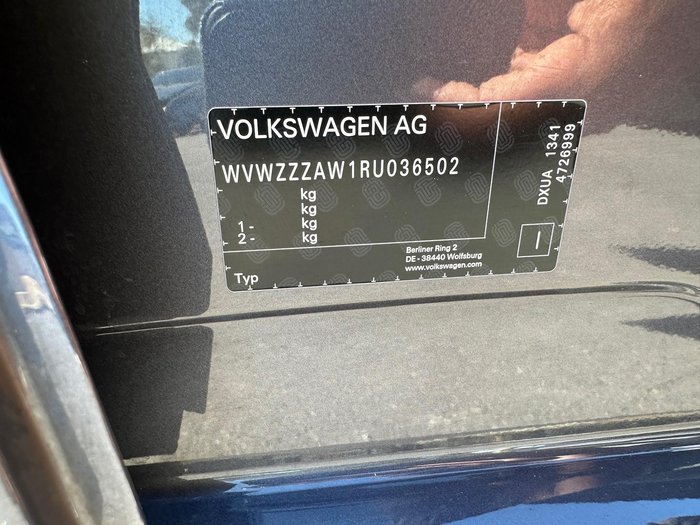 VOLKSWAGEN AG
WVWZZZAW1RU036502
kg
kg
1- kg
2- kg
Typ
Berliner Ring 2
DE - 38440 Wolfsburg
www.volkswagen.com
I
DXUA 1341
4726999